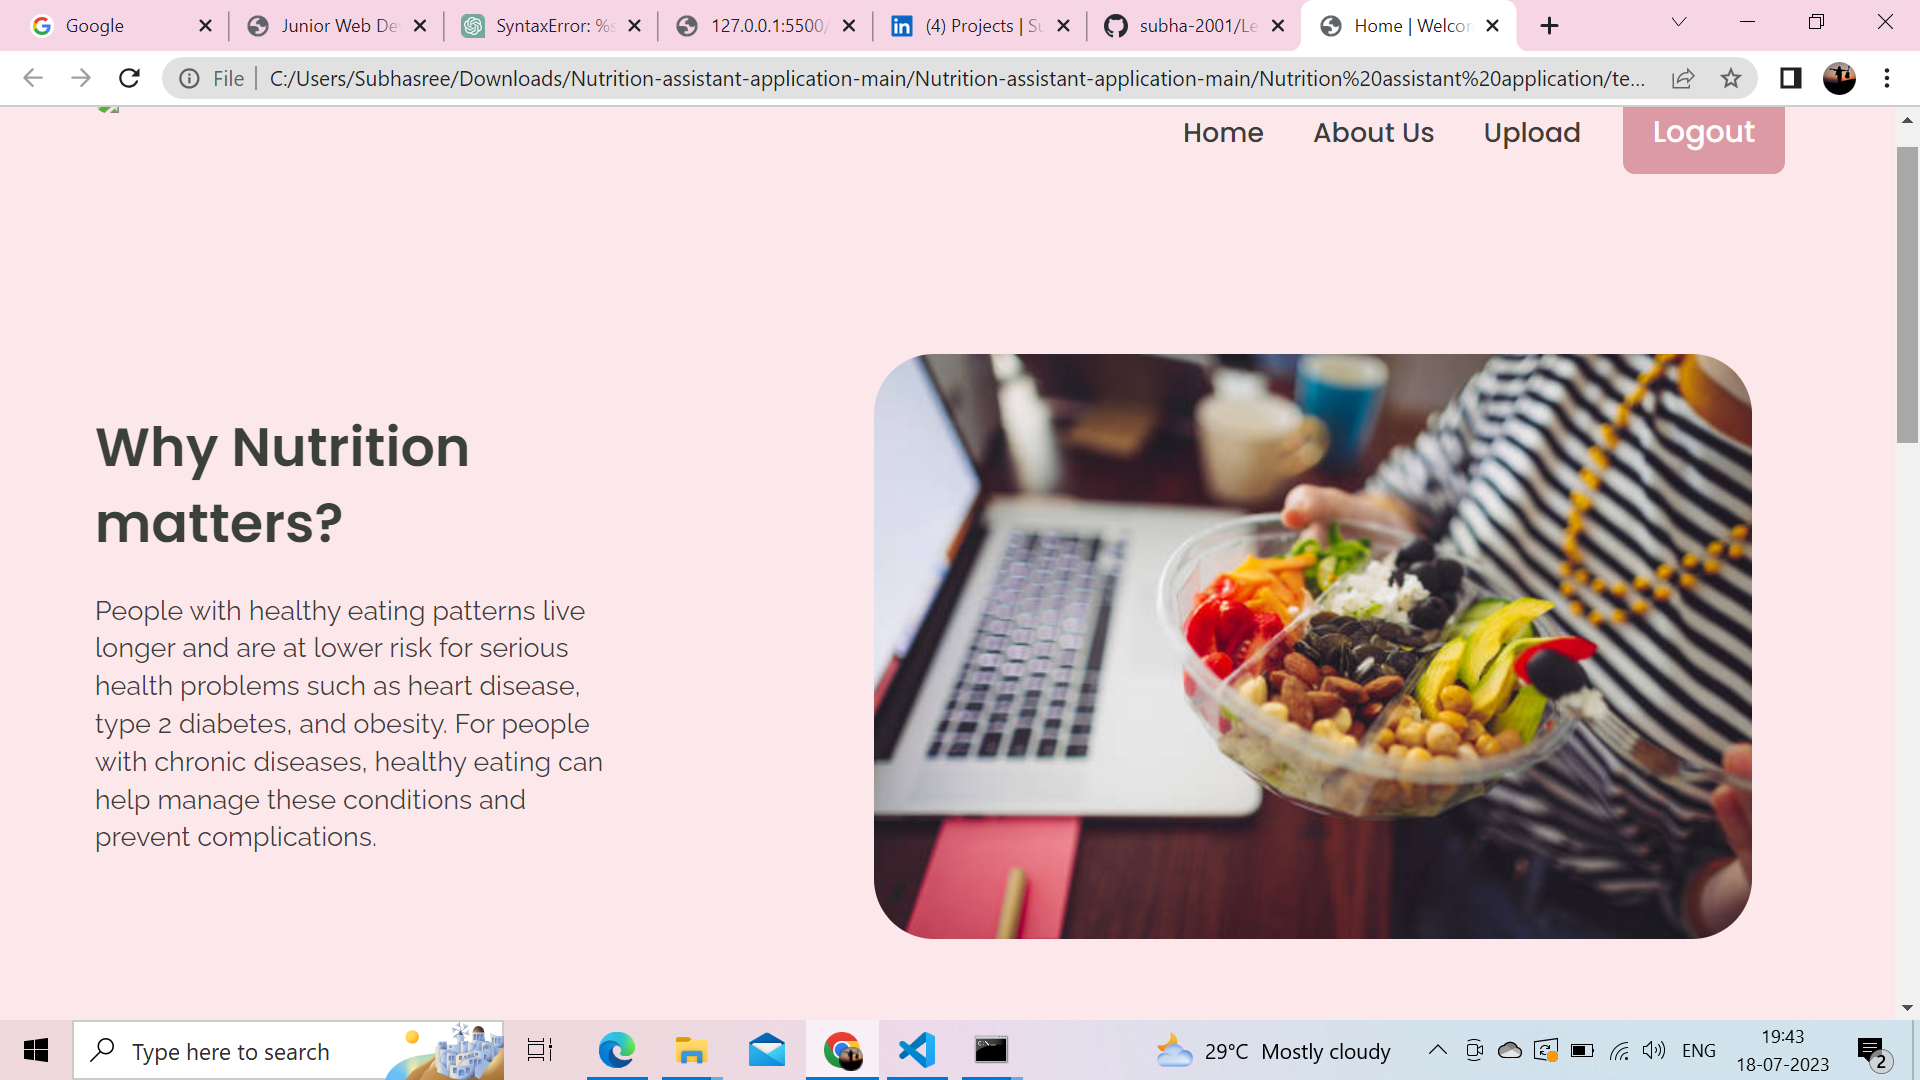 Google
Junior Web De
SyntaxError: %s
127.0.0.1:5500/
(4) Projects | Su
subha-2001/Le
Home | Welcom
File
C:/Users/Subhasree/Downloads/Nutrition-assistant-application-main/Nutrition-assistant-application-main/Nutrition%20assistant%20application/te...
Home
About Us
Upload
Logout
Why Nutrition
matters?
People with healthy eating patterns live
longer and are at lower risk for serious
health problems such as heart disease,
type 2 diabetes, and obesity. For people
with chronic diseases, healthy eating can
help manage these conditions and
prevent complications.
Type here to search
29°C Mostly cloudy
ENG
19:43
18-07-2023
2